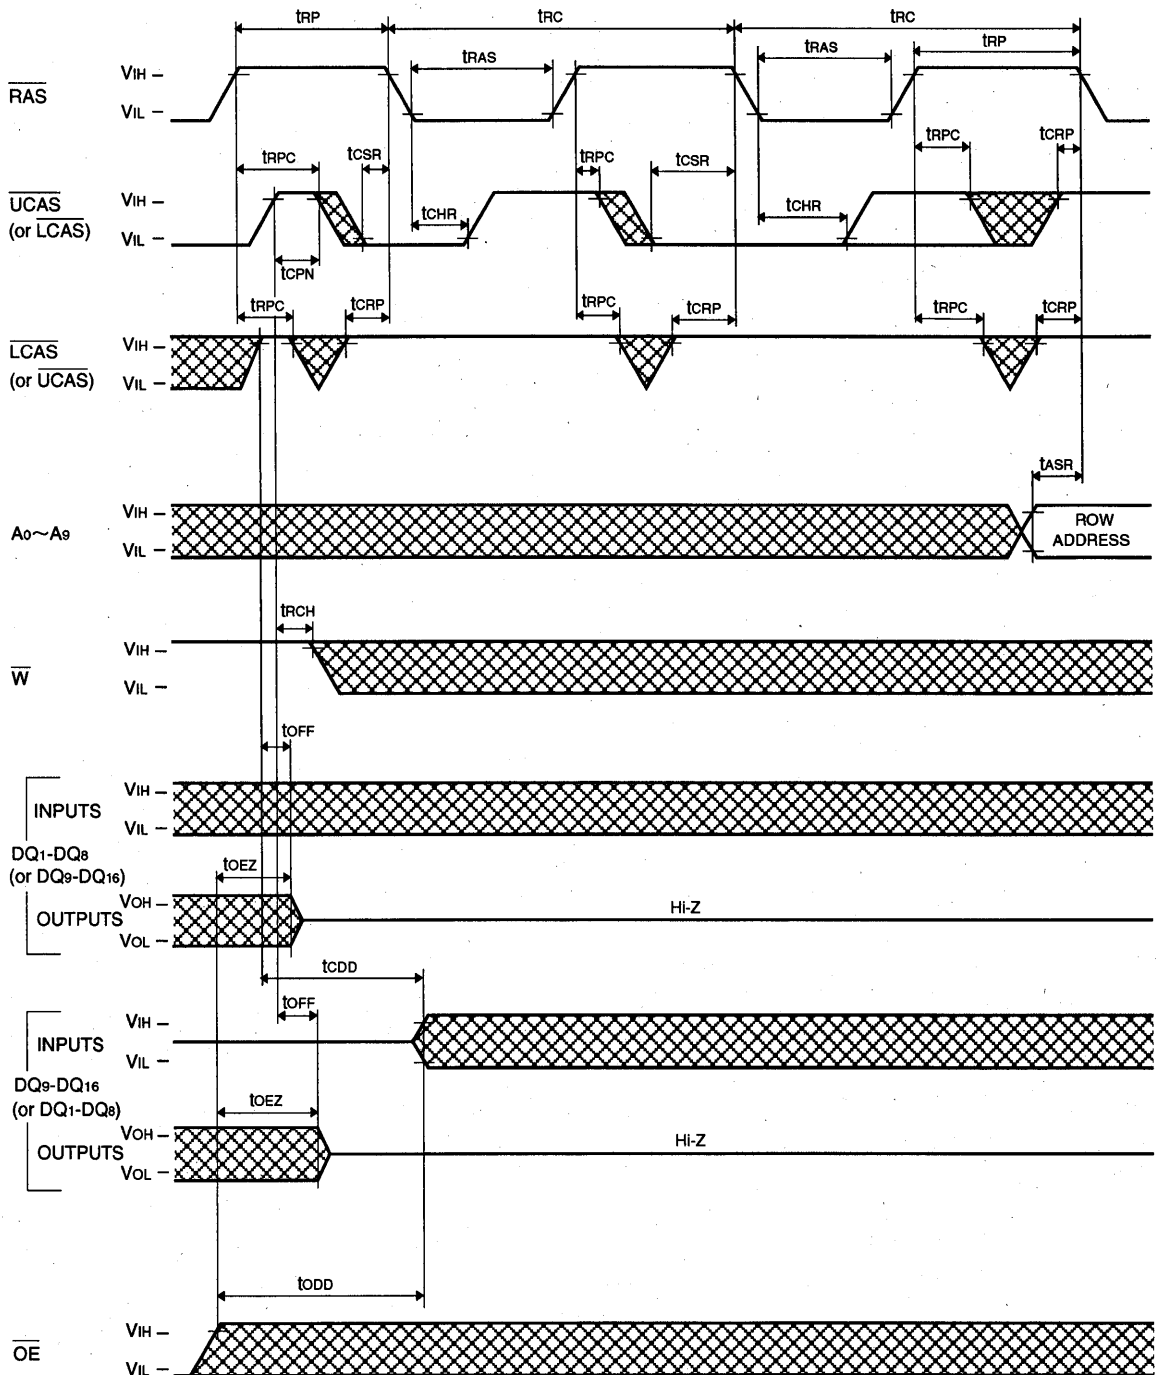 tRP tRC tRC
tRAS tRAS tRP
RAS VIH
VIL
tRPC tCSR tRPC tCSR tRPC tCRP
UCAS VIH
(or LCAS) VIL
tCHR tCHR
tCPN
tRPC tCRP tRPC tCRP tRPC tCRP
LCAS VIH
(or UCAS) VIL
tASR
A0~A9 VIH
VIL
ROW
ADDRESS
tRCH
W VIH
VIL
tOFF
INPUTS VIH
VIL
DQ1-DQ8
(or DQ9-DQ16)
tOEZ
OUTPUTS VOH
VOL
Hi-Z
tCDD
tOFF
INPUTS VIH
VIL
DQ9-DQ16
(or DQ1-DQ8)
tOEZ
OUTPUTS VOH
VOL
Hi-Z
tODD
OE VIH
VIL